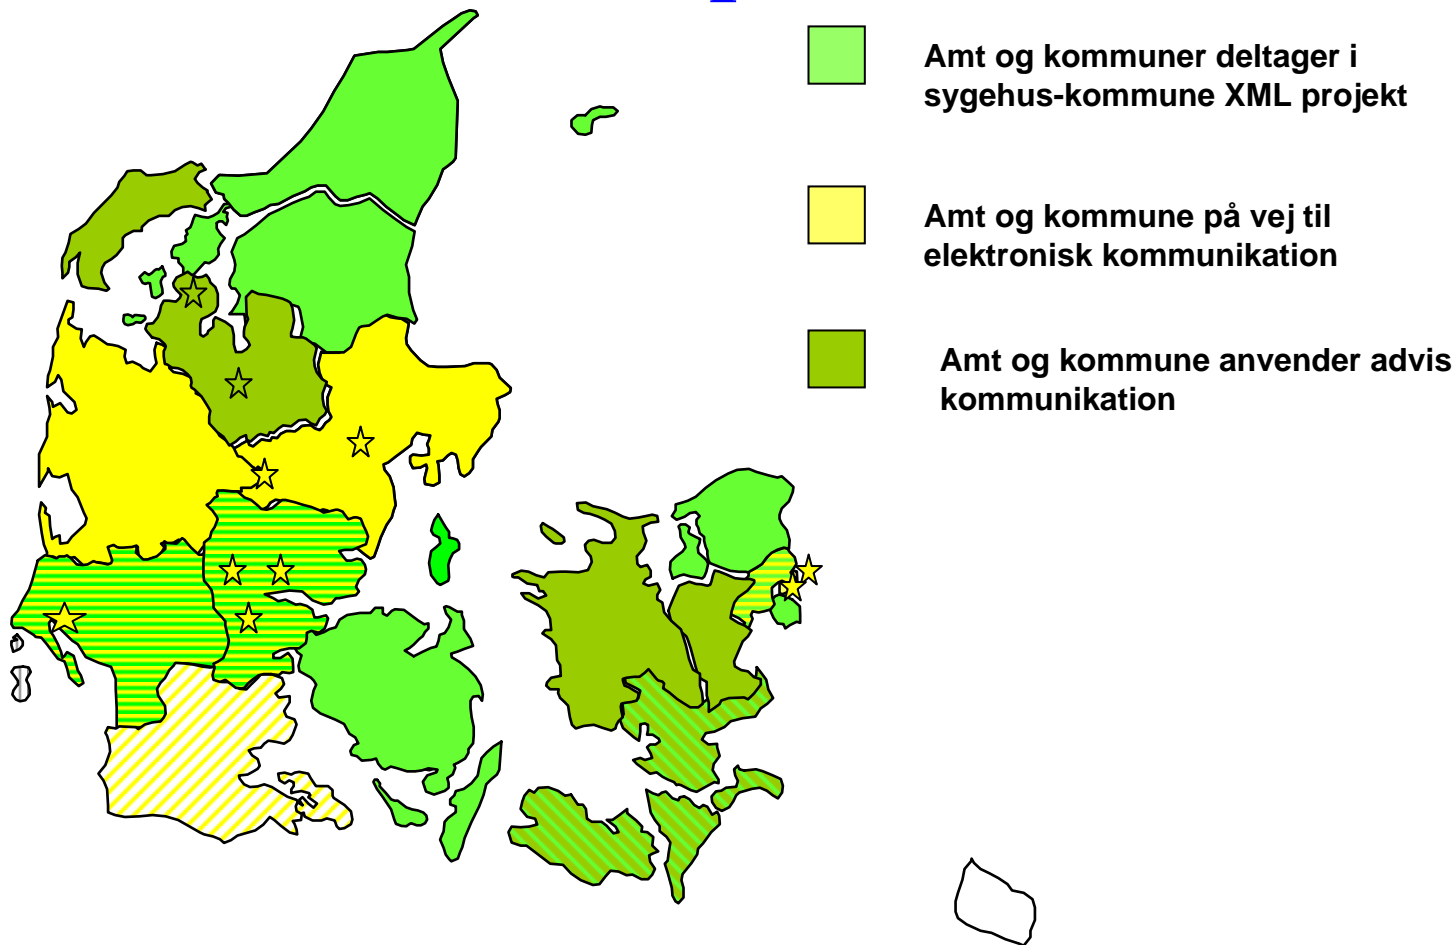 Amt og kommuner deltager i
sygehus-kommune XML projekt
Amt og kommune på vej til
elektronisk kommunikation
Amt og kommune anvender advis
kommunikation